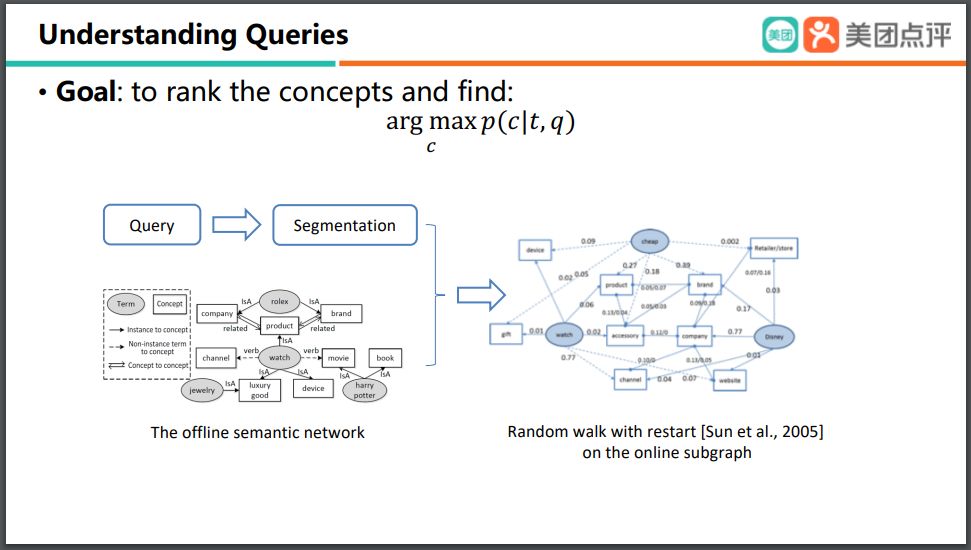 Understanding Queries
美团
美团点评
• Goal: to rank the concepts and find:
arg max p(c|t, q)
c
Query
Segmentation
Term
Concept
Instance to concept
Non-instance term
to concept
Concept to concept
rolex
IsA
IsA
company
product
brand
related
related
IsA
channel
verb
watch
verb
movie
book
IsA
IsA
IsA
IsA
jewelry
IsA
luxury
good
device
harry
potter
The offline semantic network
cheap
device
0.09
0.002
Retailer/store
0.02
0.05
0.27
0.18
0.39
0.07/0.16
product
0.05/0.07
brand
0.03
0.06
0.13/0.04
0.05/0.03
0.17
gift
0.01
watch
0.02
accessory
0.12/0
company
0.77
Disney
0.77
0.10/0
0.13/0.05
0.03
channel
0.04
0.07
website
Random walk with restart [Sun et al., 2005]
on the online subgraph